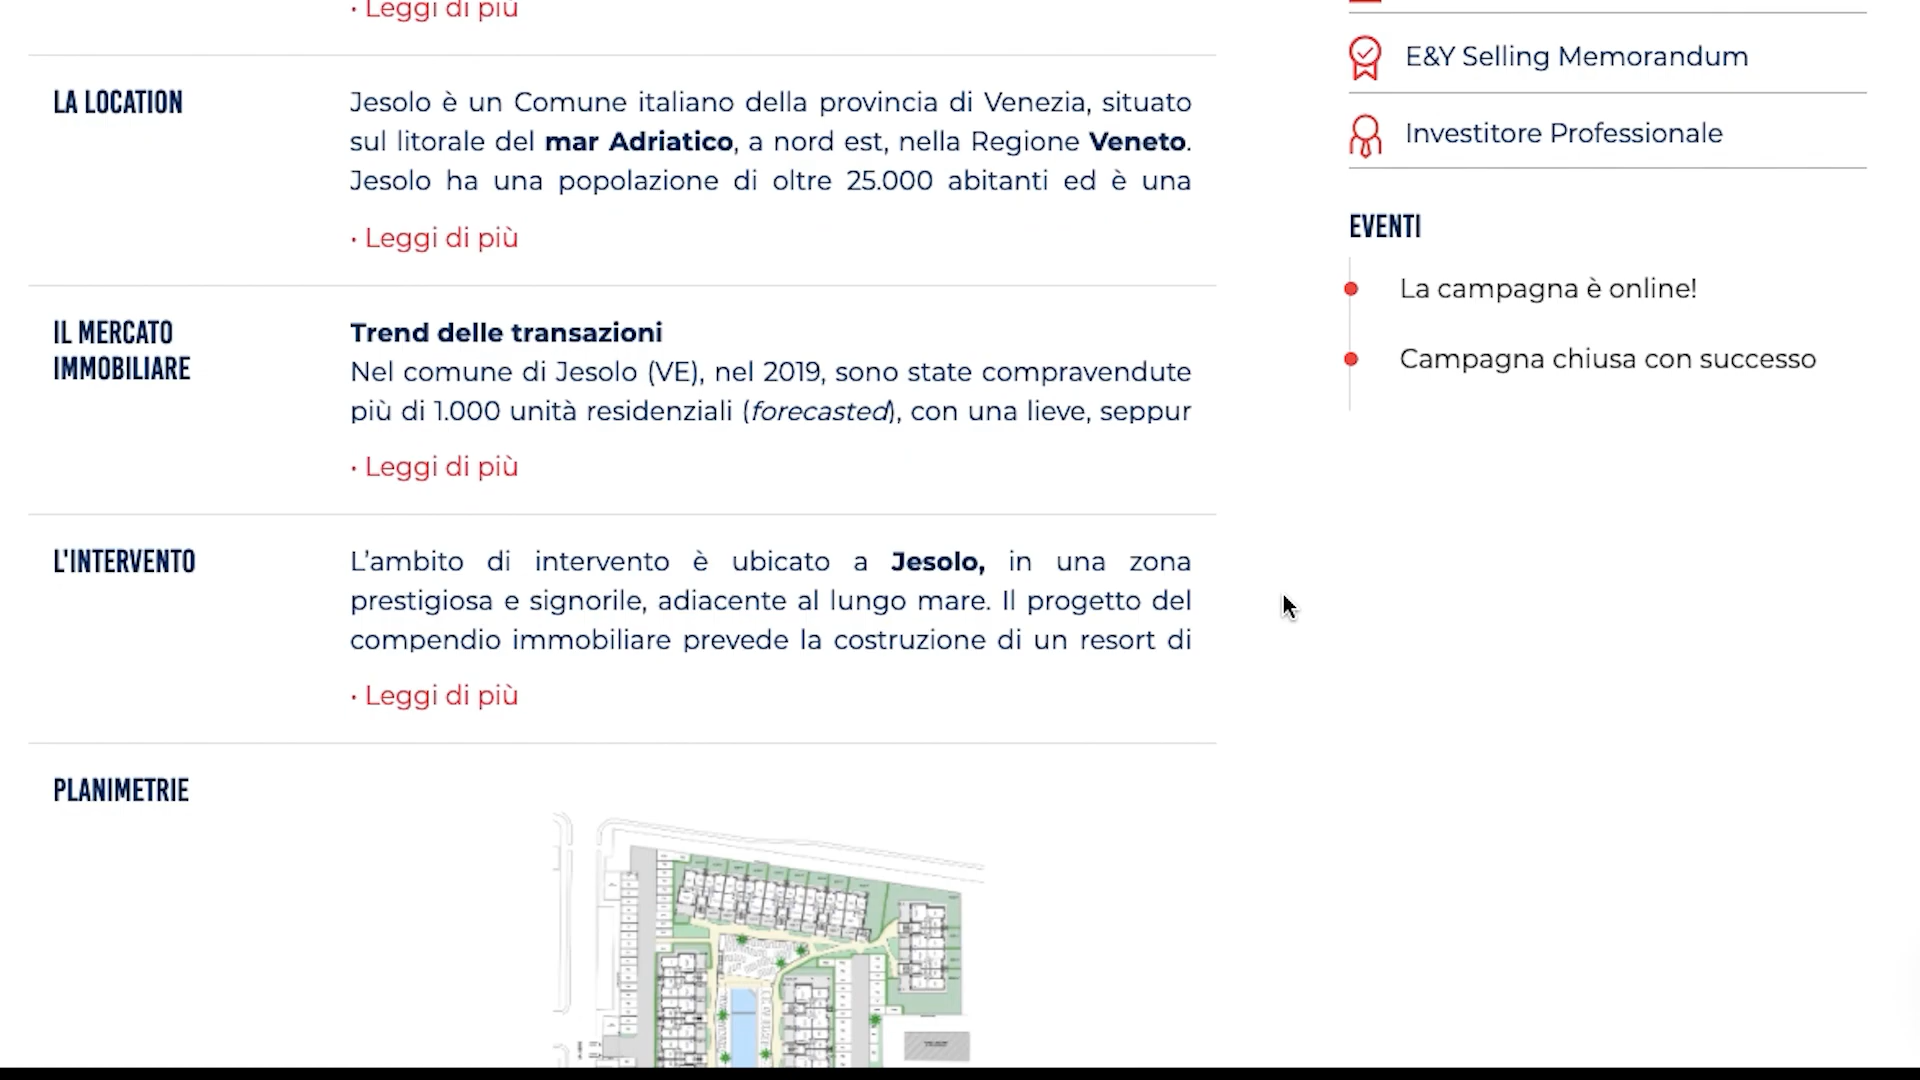 · Leggi di più
LA LOCATION
Jesolo è un Comune italiano della provincia di Venezia, situato
sul litorale del mar Adriatico, a nord est, nella Regione Veneto.
Jesolo ha una popolazione di oltre 25.000 abitanti ed è una
· Leggi di più
IL MERCATO
IMMOBILIARE
Trend delle transazioni
Nel comune di Jesolo (VE), nel 2019, sono state compravendute
più di 1.000 unità residenziali (forecasted), con una lieve, seppur
· Leggi di più
L'INTERVENTO
L’ambito di intervento è ubicato a Jesolo, in una zona
prestigiosa e signorile, adiacente al lungo mare. Il progetto del
compendio immobiliare prevede la costruzione di un resort di
· Leggi di più
PLANIMETRIE
E&Y Selling Memorandum
Investitore Professionale
EVENTI
La campagna è online!
Campagna chiusa con successo